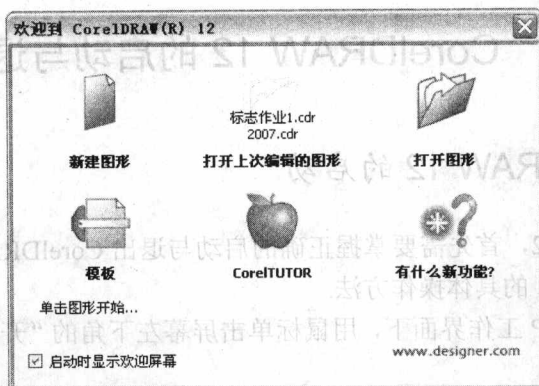 欢迎到 CorelDRAW(R) 12
标志作业1.cdr
2007.cdr
新建图形 打开上次编辑的图形 打开图形
模板 CorelTUTOR 有什么新功能?
单击图形开始...
启动时显示欢迎屏幕
www.designer.com